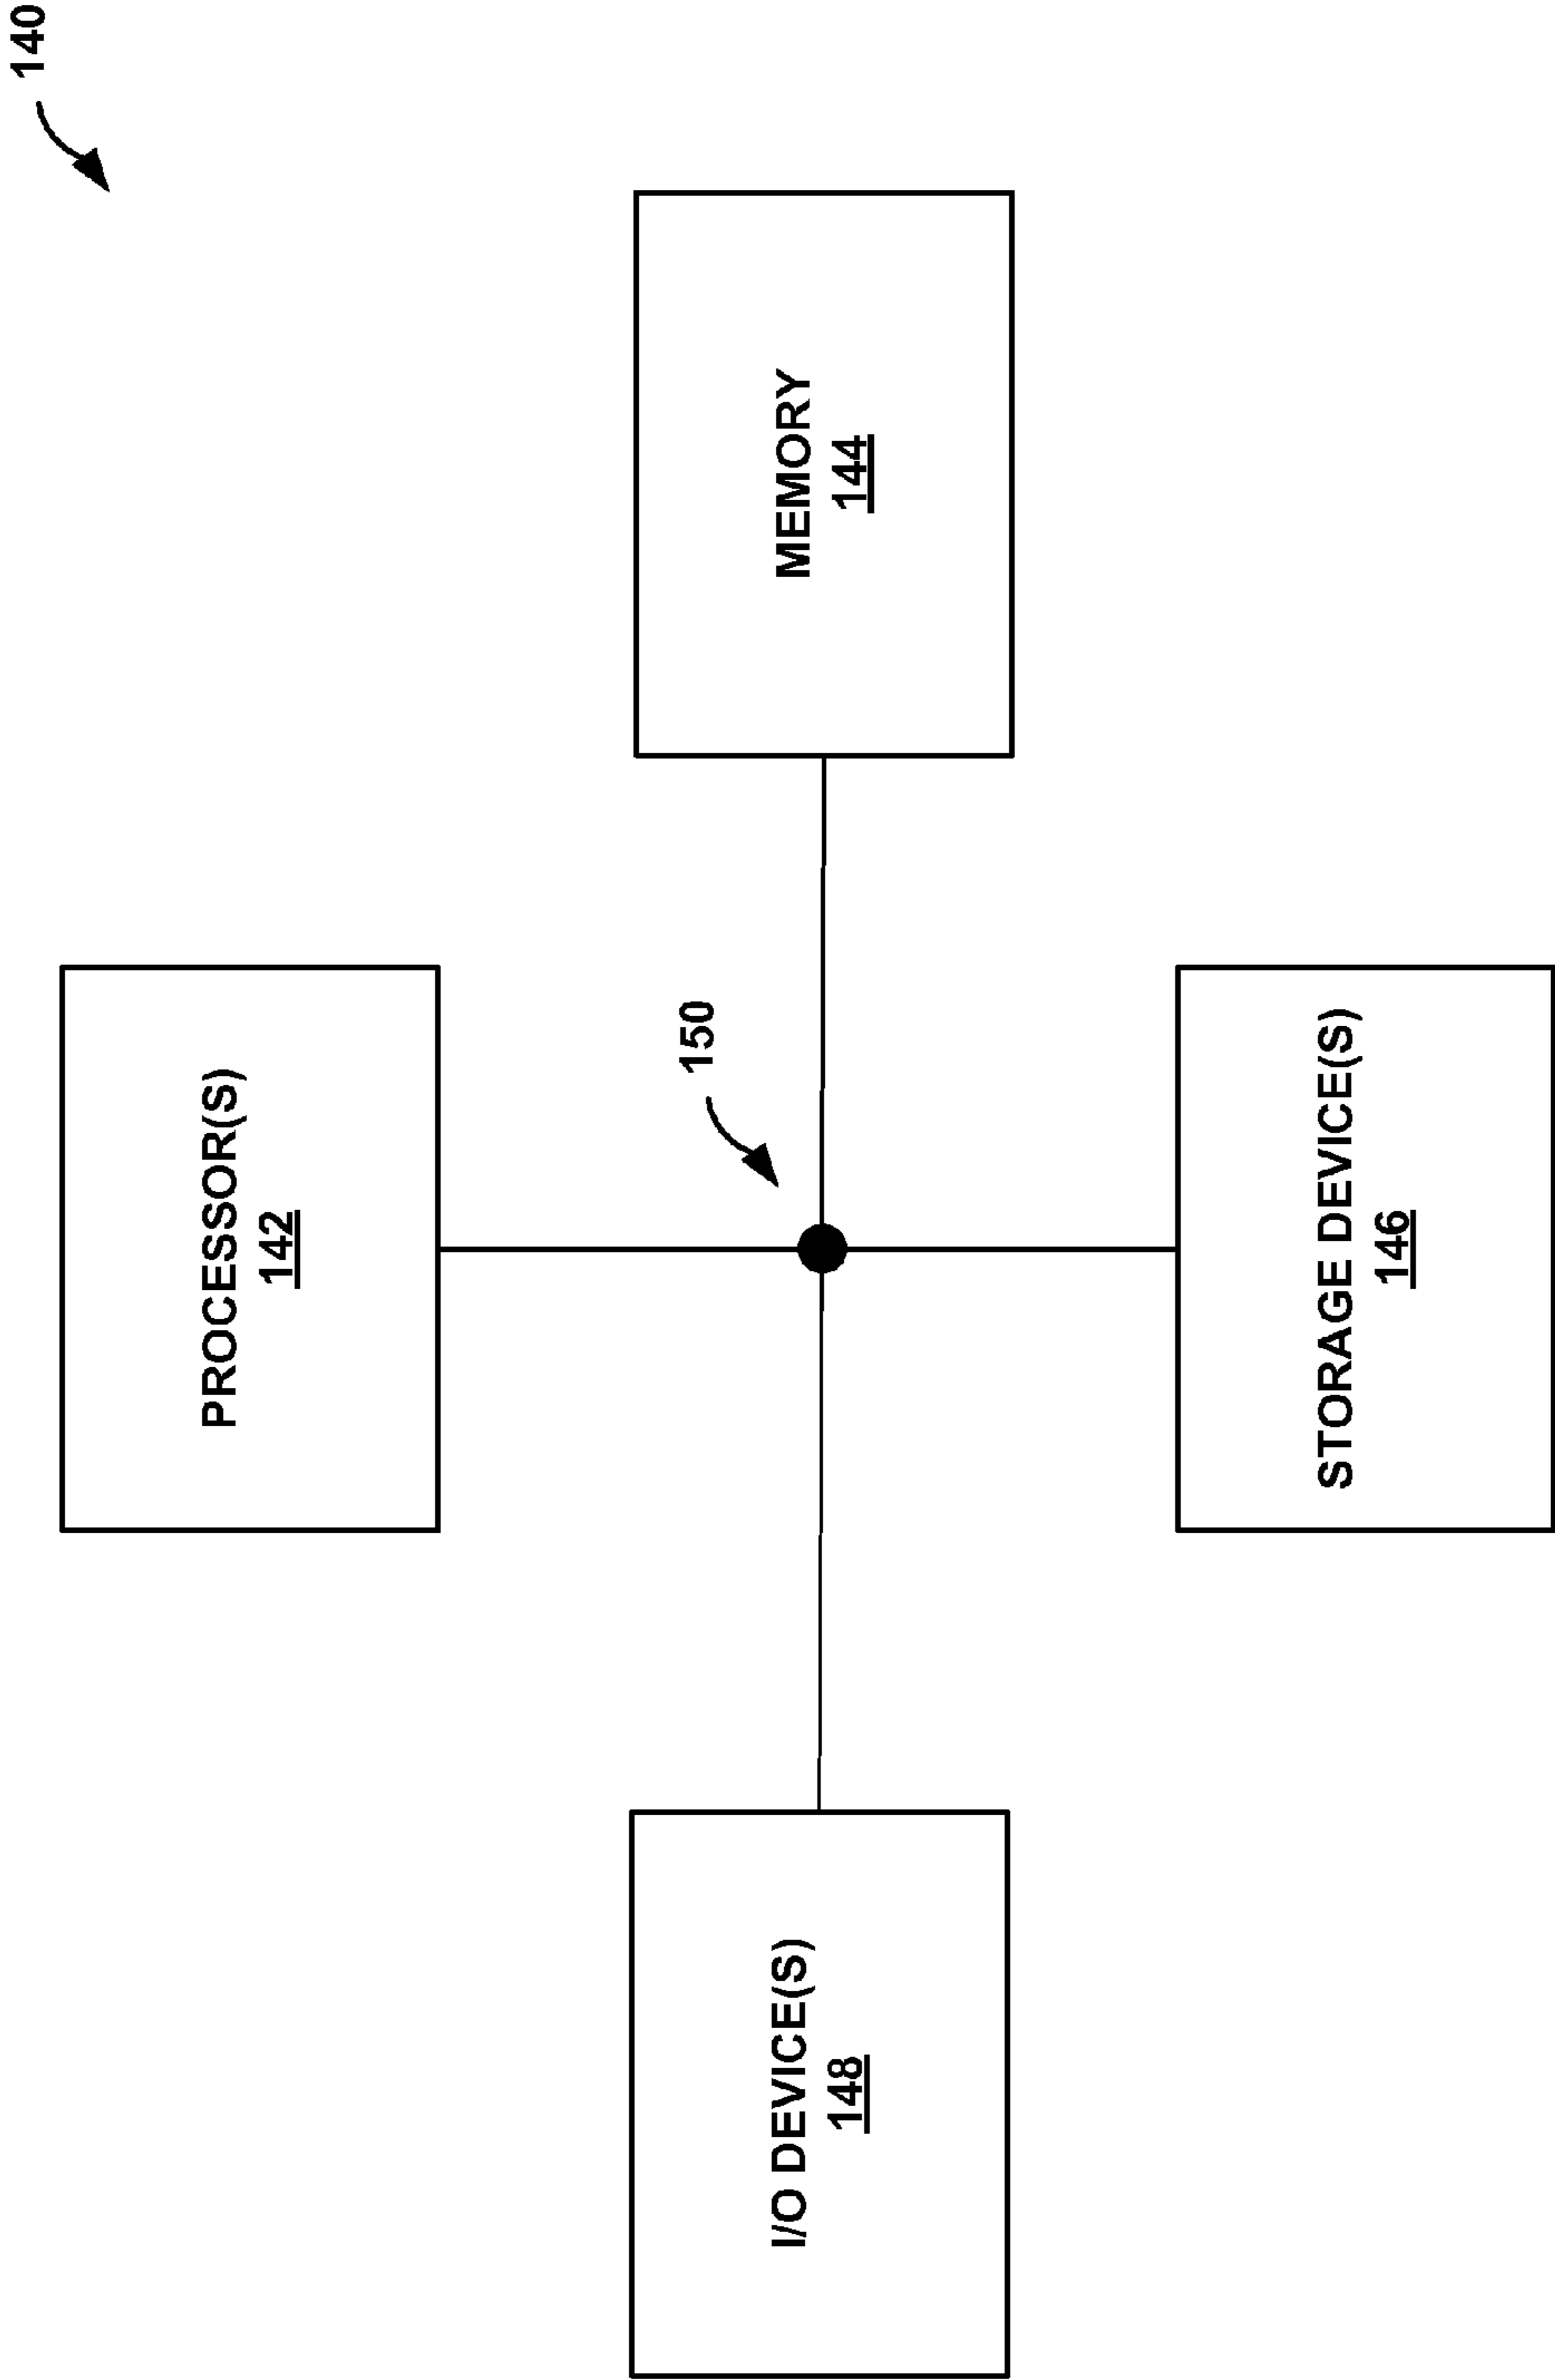 140
PROCESSOR(S)
142
150
I/O DEVICE(S)
148
MEMORY
144
STORAGE DEVICE(S)
146